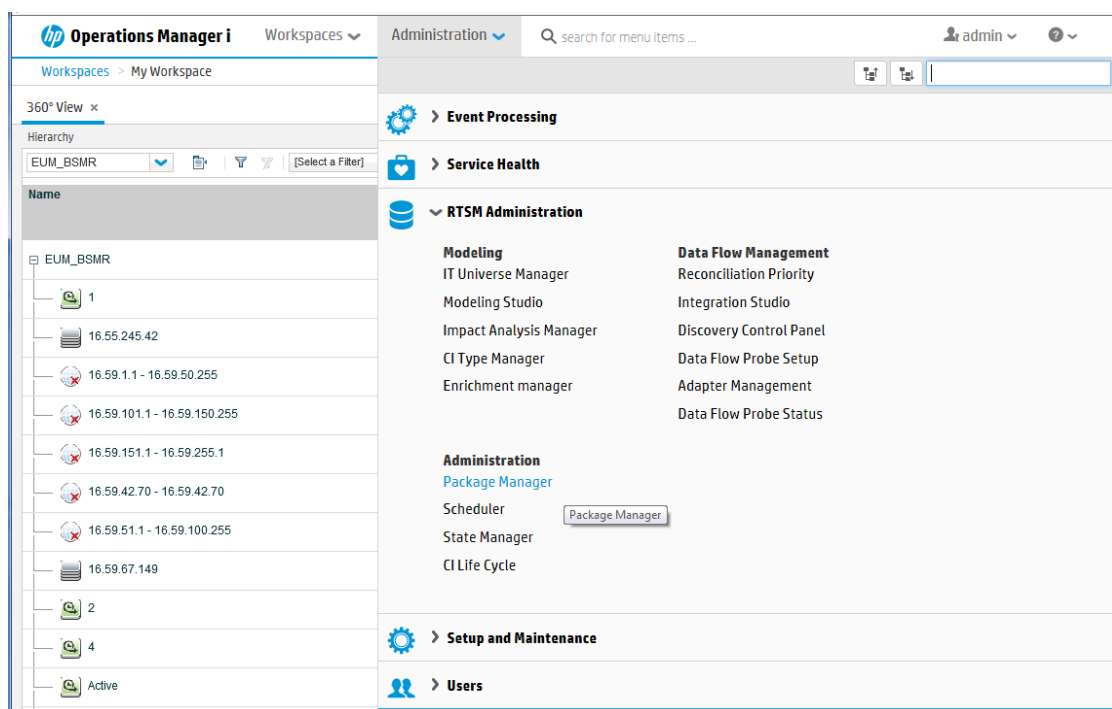 hp Operations Manager i Workspaces Administration search for menu items ... admin ?
Workspaces > My Workspace
360° View ×
Hierarchy
EUM_BSMR [Select a Filter]
Name
EUM_BSMR
1
16.55.245.42
16.59.1.1 - 16.59.50.255
16.59.101.1 - 16.59.150.255
16.59.151.1 - 16.59.255.1
16.59.42.70 - 16.59.42.70
16.59.51.1 - 16.59.100.255
16.59.67.149
2
4
Active
Event Processing
Service Health
RTSM Administration
Modeling
IT Universe Manager
Modeling Studio
Impact Analysis Manager
CI Type Manager
Enrichment manager
Data Flow Management
Reconciliation Priority
Integration Studio
Discovery Control Panel
Data Flow Probe Setup
Adapter Management
Data Flow Probe Status
Administration
Package Manager
Scheduler
Package Manager
State Manager
CI Life Cycle
Setup and Maintenance
Users